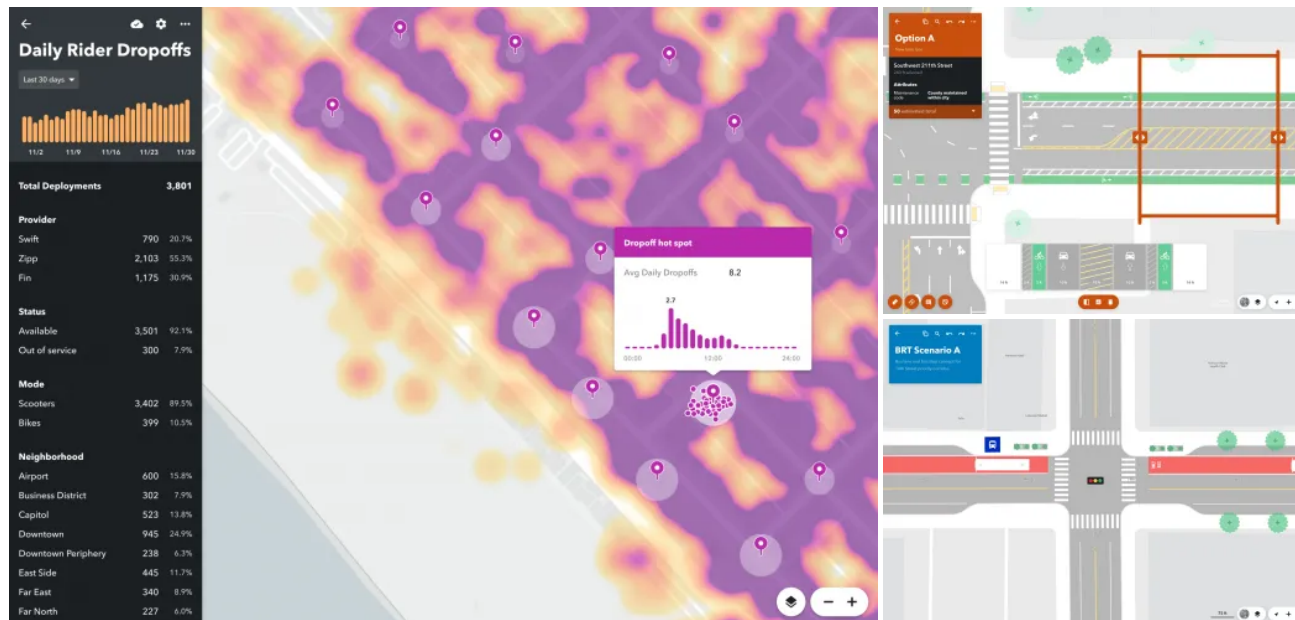 Daily Rider Dropoffs
Last 30 days
11/2 11/9 11/16 11/23 11/30
Total Deployments 3,801
Provider
Swift 790 20.7%
Zipp 2,103 55.3%
Fin 1,175 30.9%
Status
Available 3,501 92.1%
Out of service 300 7.9%
Mode
Scooters 3,402 89.5%
Bikes 399 10.5%
Neighborhood
Airport 600 15.8%
Business District 302 7.9%
Capitol 523 13.8%
Downtown 945 24.9%
Downtown Periphery 238 6.3%
East Side 445 11.7%
Far East 340 8.9%
Far North 227 6.0%
Dropoff hot spot
Avg Daily Dropoffs 8.2
2.7
00:00 12:00 24:00
Option A
Southwest 211th Street
Attributes
Maintenance County maintained
style within city
BRT Scenario A